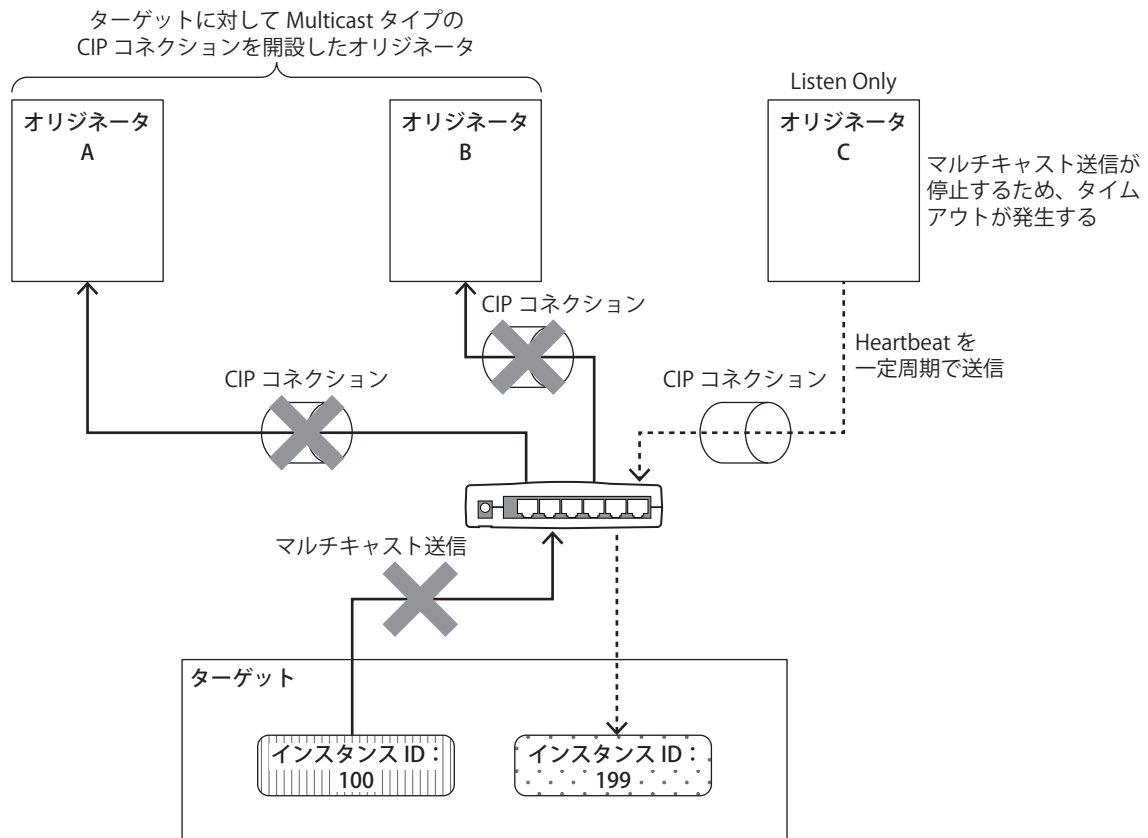 ターゲットに対して Multicast タイプの
CIP コネクションを開設したオリジネータ
Listen Only
オリジネータ
A
オリジネータ
B
オリジネータ
C
マルチキャスト送信が
停止するため、タイム
アウトが発生する
CIP コネクション
Heartbeat を
一定周期で送信
CIP コネクション
CIP コネクション
マルチキャスト送信
ターゲット
インスタンス ID：
100
インスタンス ID：
199